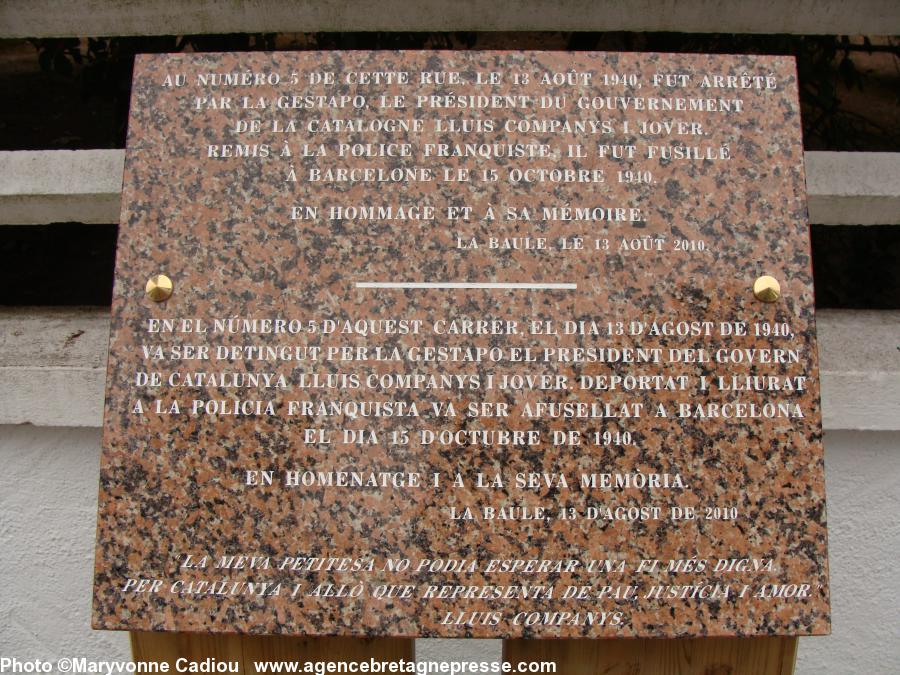 AU NUMÉRO 5 DE CETTE RUE, LE 13 AOÛT 1940, FUT ARRÊTÉ
PAR LA GESTAPO, LE PRÉSIDENT DU GOUVERNEMENT
DE LA CATALOGNE LLUIS COMPANYS I JOVER.
REMIS À LA POLICE FRANQUISTE, IL FUT FUSILLÉ
À BARCELONE LE 15 OCTOBRE 1940.
EN HOMMAGE ET À SA MÉMOIRE.
LA BAULE, LE 13 AOÛT 2010.
EN EL NÚMERO 5 D'AQUEST CARRER, EL DIA 13 D'AGOST DE 1940,
VA SER DETINGUT PER LA GESTAPO EL PRESIDENT DEL GOVERN
DE CATALUNYA LLUIS COMPANYS I JOVER. DEPORTAT I LLIURAT
A LA POLICIA FRANQUISTA VA SER AFUSELLAT A BARCELONA
EL DIA 15 D'OCTUBRE DE 1940.
EN HOMENATGE I A LA SEVA MEMÒRIA.
LA BAULE, 13 D'AGOST DE 2010
"LA MEVA PETITESA NO PODIA ESPERAR UNA FI MÉS DIGNA.
PER CATALUNYA I ALLÒ QUE REPRESENTA DE PAU, JUSTÍCIA I AMOR."
LLUIS COMPANYS.
Photo ©Maryvonne Cadiou www.agencebretagnepresse.com